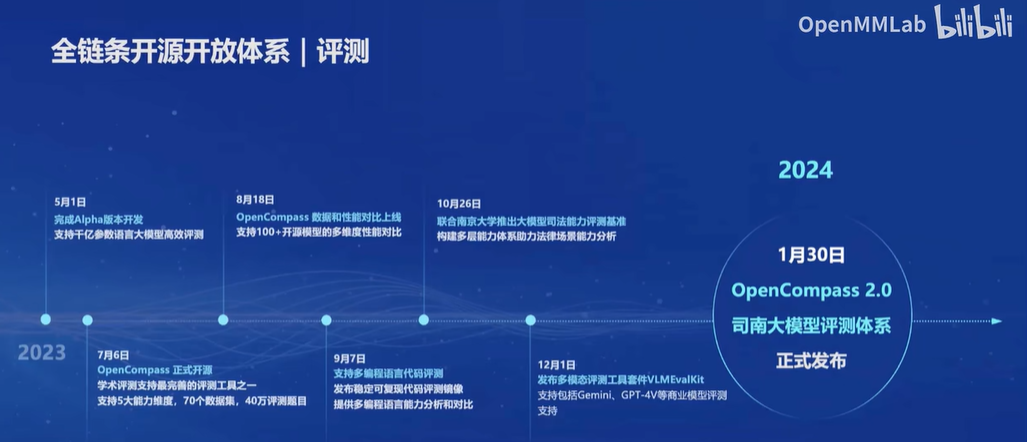 OpenMMLab bilibili
全链条开源开放体系｜评测
2024
5月1日
完成Alpha版本开发
支持千亿参数语言大模型高效评测
8月18日
OpenCompass 数据和性能对比上线
支持100+开源模型的多维度性能对比
10月26日
联合南京大学推出大模型司法能力评测基准
构建多层能力体系助力法律场景能力分析
1月30日
OpenCompass 2.0
司南大模型评测体系
正式发布
2023
7月6日
OpenCompass 正式开源
学术评测支持最完善的评测工具之一
支持5大能力维度，70个数据集，40万评测题目
9月7日
支持多编程语言代码评测
发布稳定可复现代码评测镜像
提供多编程语言能力分析和对比
12月1日
发布多模态评测工具套件VLMEvalKit
支持包括Gemini、GPT-4V等商业模型评测
支持